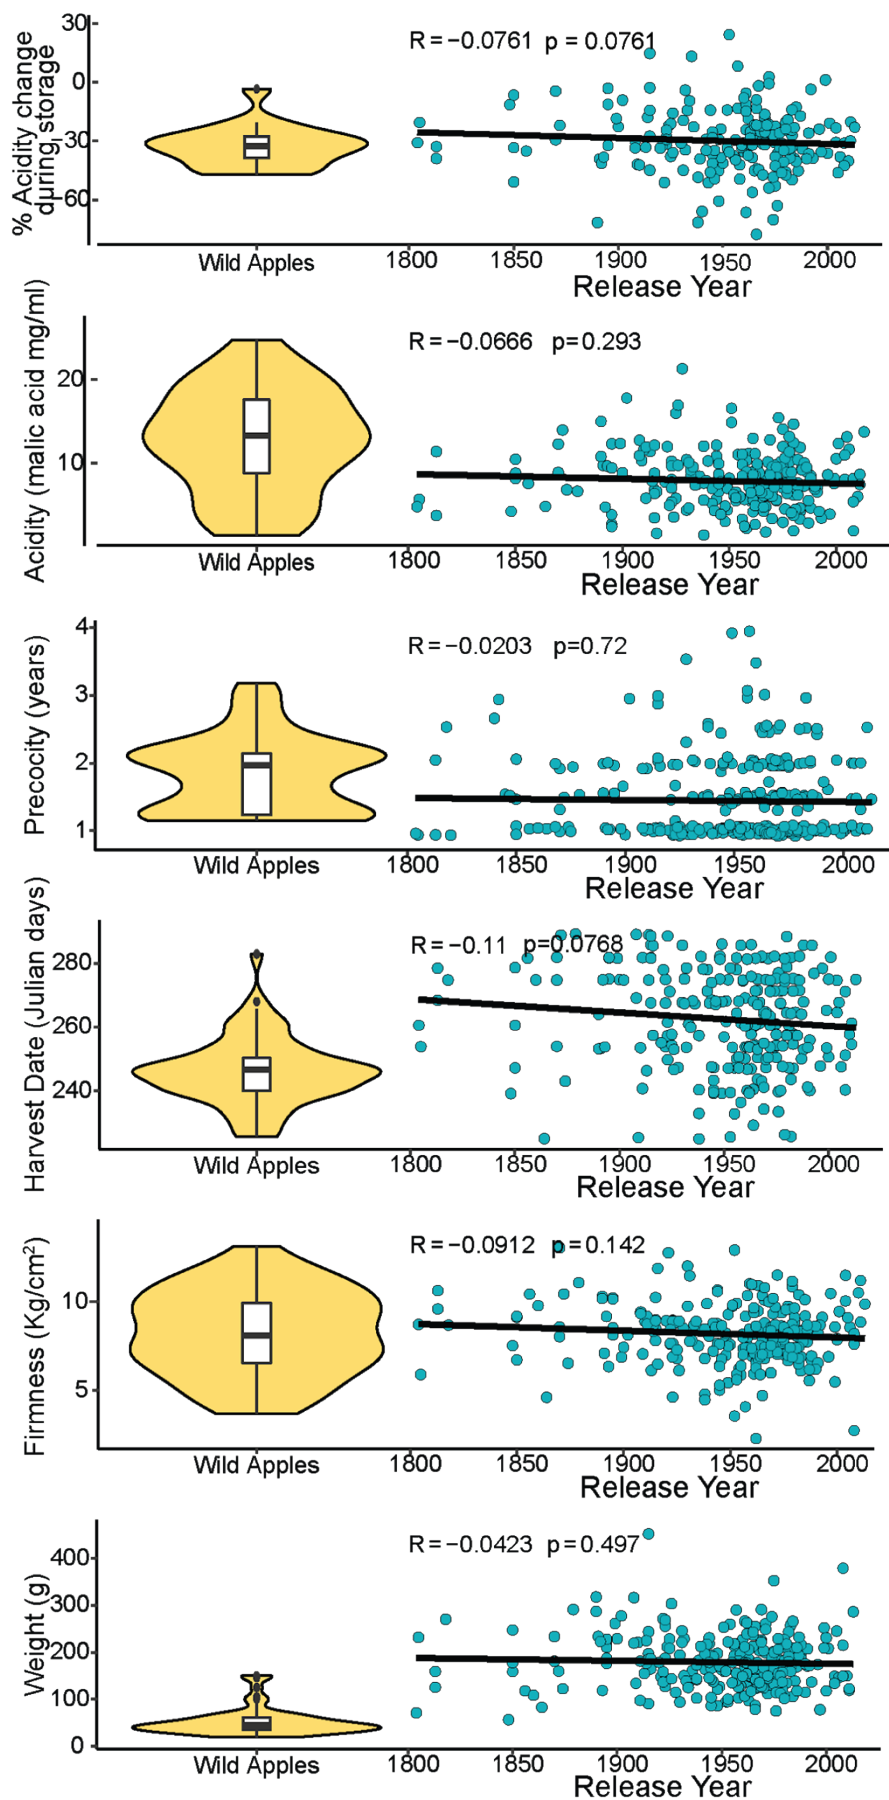 % Acidity change
during storage
30
0
−30
−60
R = −0.0761 p = 0.0761
Wild Apples
1800 1850 1900 1950 2000
Release Year
Acidity (malic acid mg/ml)
20
10
R = −0.0666 p=0.293
Wild Apples
1800 1850 1900 1950 2000
Release Year
Precocity (years)
4
3
2
1
R = −0.0203 p=0.72
Wild Apples
1800 1850 1900 1950 2000
Release Year
Harvest Date (Julian days)
280
260
240
R = −0.11 p=0.0768
Wild Apples
1800 1850 1900 1950 2000
Release Year
Firmness (Kg/cm²)
10
5
R = −0.0912 p = 0.142
Wild Apples
1800 1850 1900 1950 2000
Release Year
Weight (g)
400
300
200
100
0
R = −0.0423 p = 0.497
Wild Apples
1800 1850 1900 1950 2000
Release Year